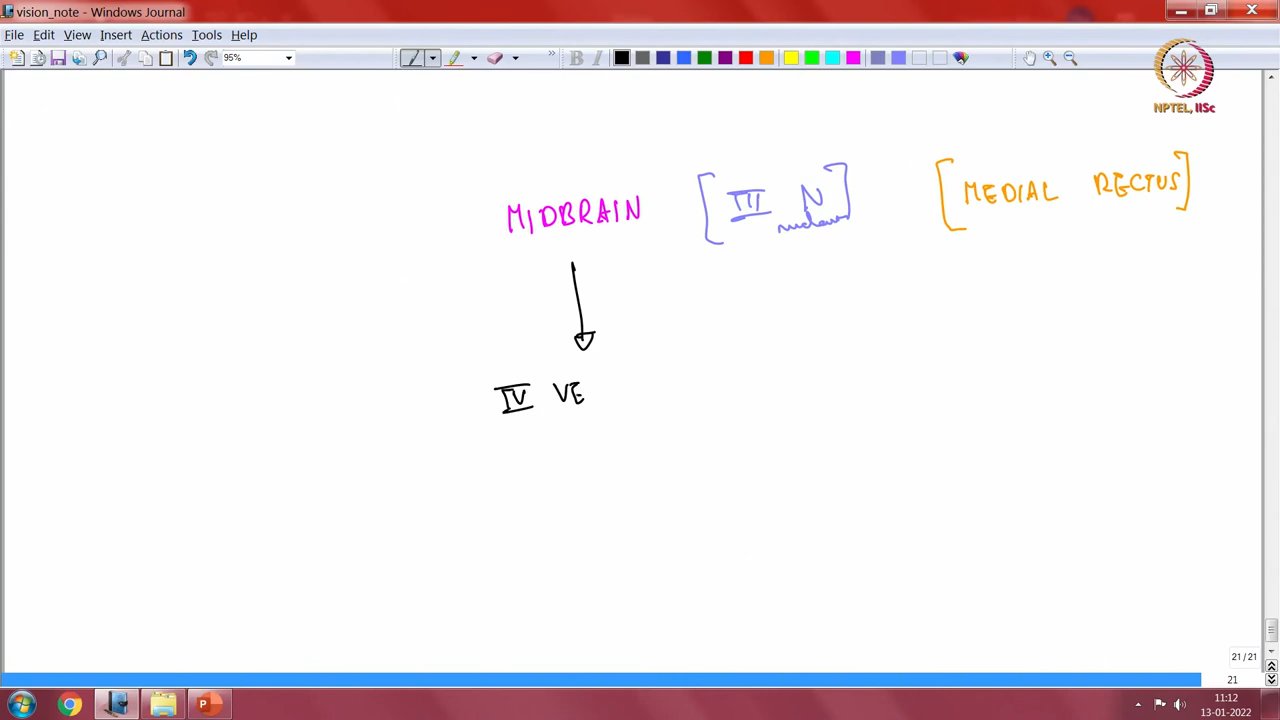 vision_note - Windows Journal
File Edit View Insert Actions Tools Help
95% B I
NPTEL, IISc
MIDBRAIN [III N nucleus] [MEDIAL RECTUS]
IV VE
21 / 21
21
11:12
13-01-2022